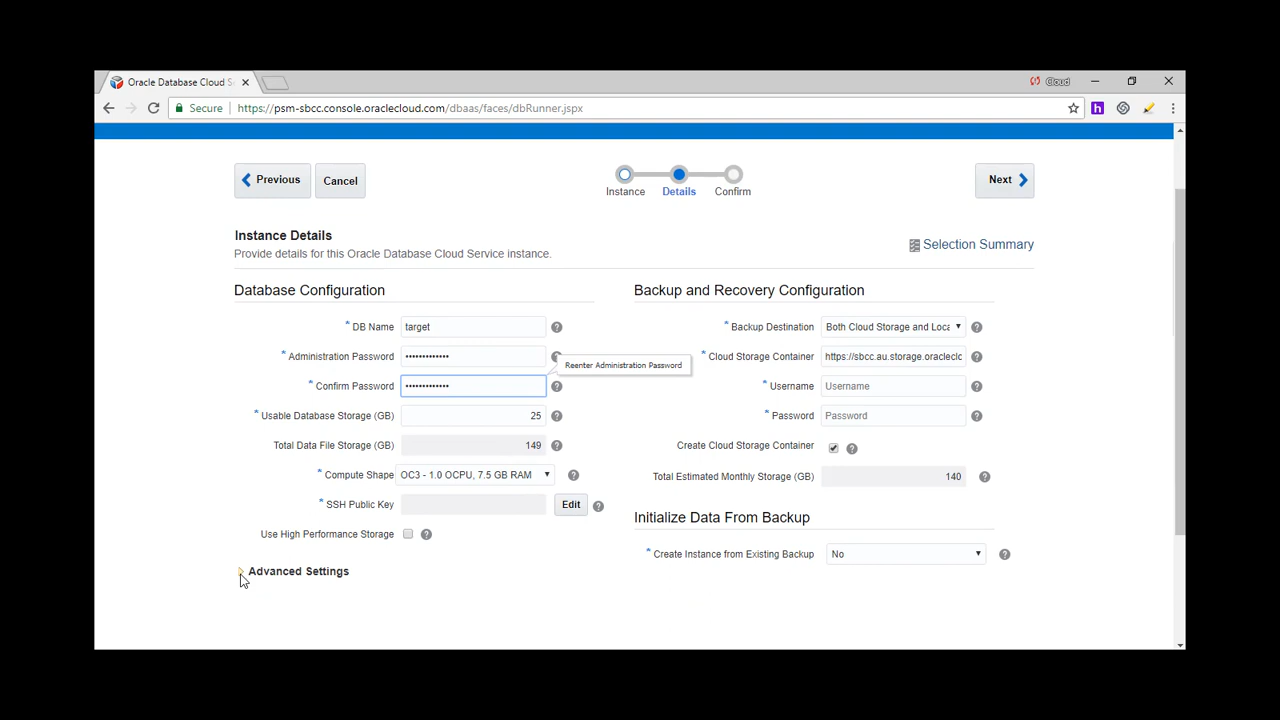 Oracle Database Cloud S
Cloud
Secure https://psm-sbcc.console.oraclecloud.com/dbaas/faces/dbRunner.jspx
Previous
Cancel
Instance
Details
Confirm
Next
Instance Details
Provide details for this Oracle Database Cloud Service instance.
Selection Summary
Database Configuration
* DB Name target
* Administration Password •••••••••••••
Reenter Administration Password
* Confirm Password •••••••••••••
* Usable Database Storage (GB) 25
Total Data File Storage (GB) 149
* Compute Shape OC3 - 1.0 OCPU, 7.5 GB RAM
* SSH Public Key Edit
Use High Performance Storage
Advanced Settings
Backup and Recovery Configuration
* Backup Destination Both Cloud Storage and Loca
* Cloud Storage Container https://sbcc.au.storage.oraclecloc
* Username Username
* Password Password
Create Cloud Storage Container
Total Estimated Monthly Storage (GB) 140
Initialize Data From Backup
* Create Instance from Existing Backup No